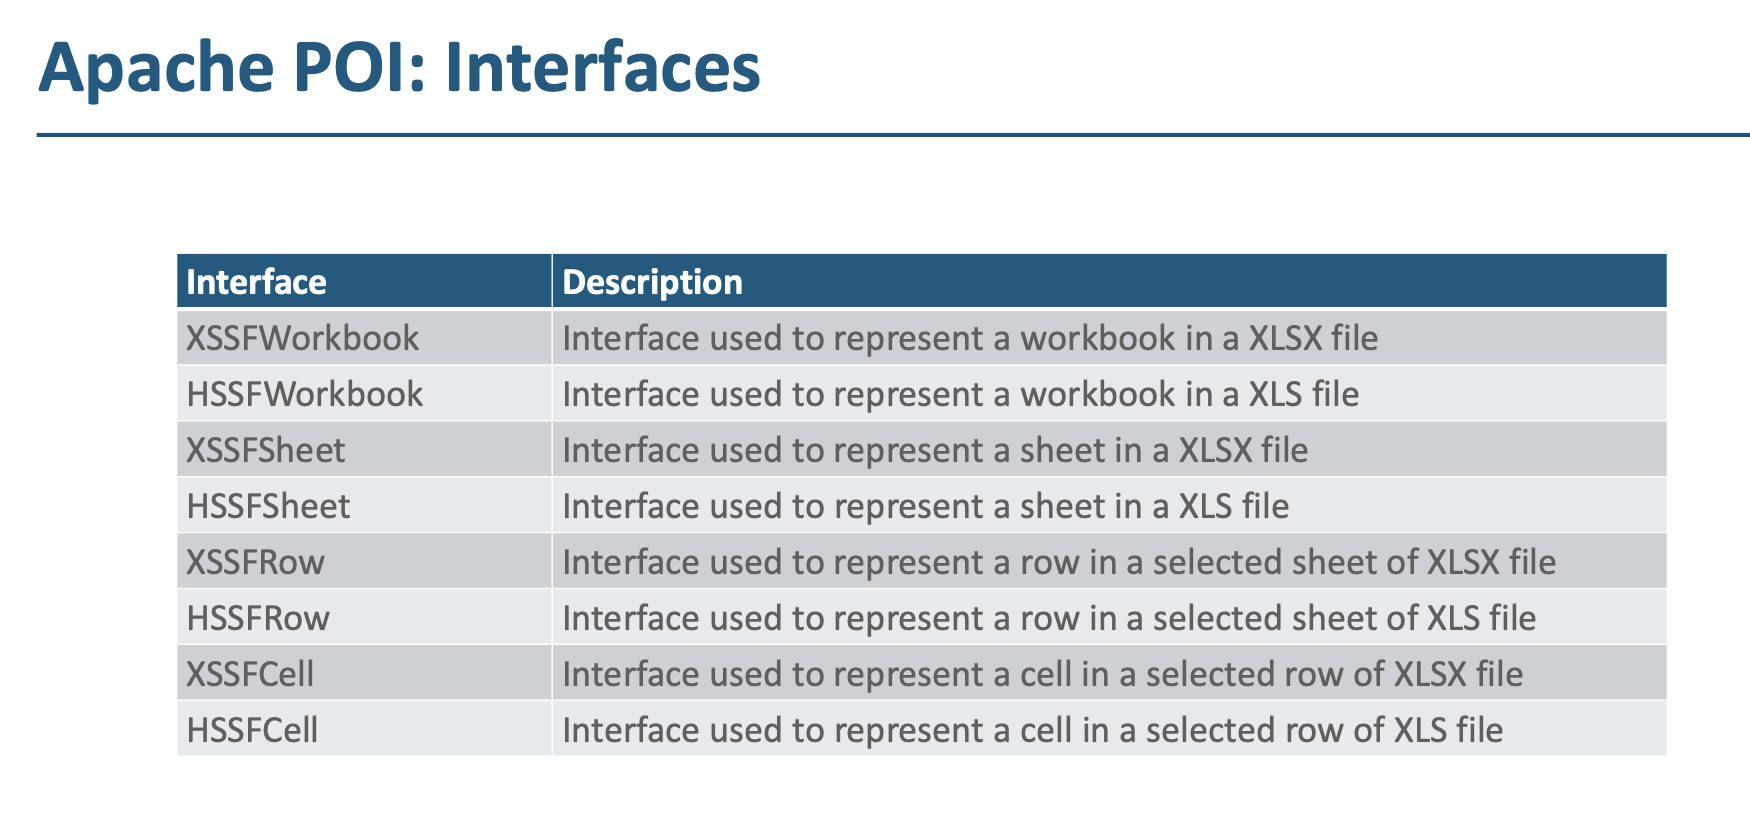 Apache POI: Interfaces
Interface Description
XSSFWorkbook Interface used to represent a workbook in a XLSX file
HSSFWorkbook Interface used to represent a workbook in a XLS file
XSSFSheet Interface used to represent a sheet in a XLSX file
HSSFSheet Interface used to represent a sheet in a XLS file
XSSFRow Interface used to represent a row in a selected sheet of XLSX file
HSSFRow Interface used to represent a row in a selected sheet of XLS file
XSSFCell Interface used to represent a cell in a selected row of XLSX file
HSSFCell Interface used to represent a cell in a selected row of XLS file